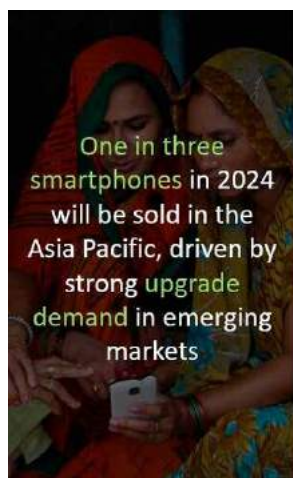 One in three
smartphones in 2024
will be sold in the
Asia Pacific, driven by
strong upgrade
demand in emerging
markets